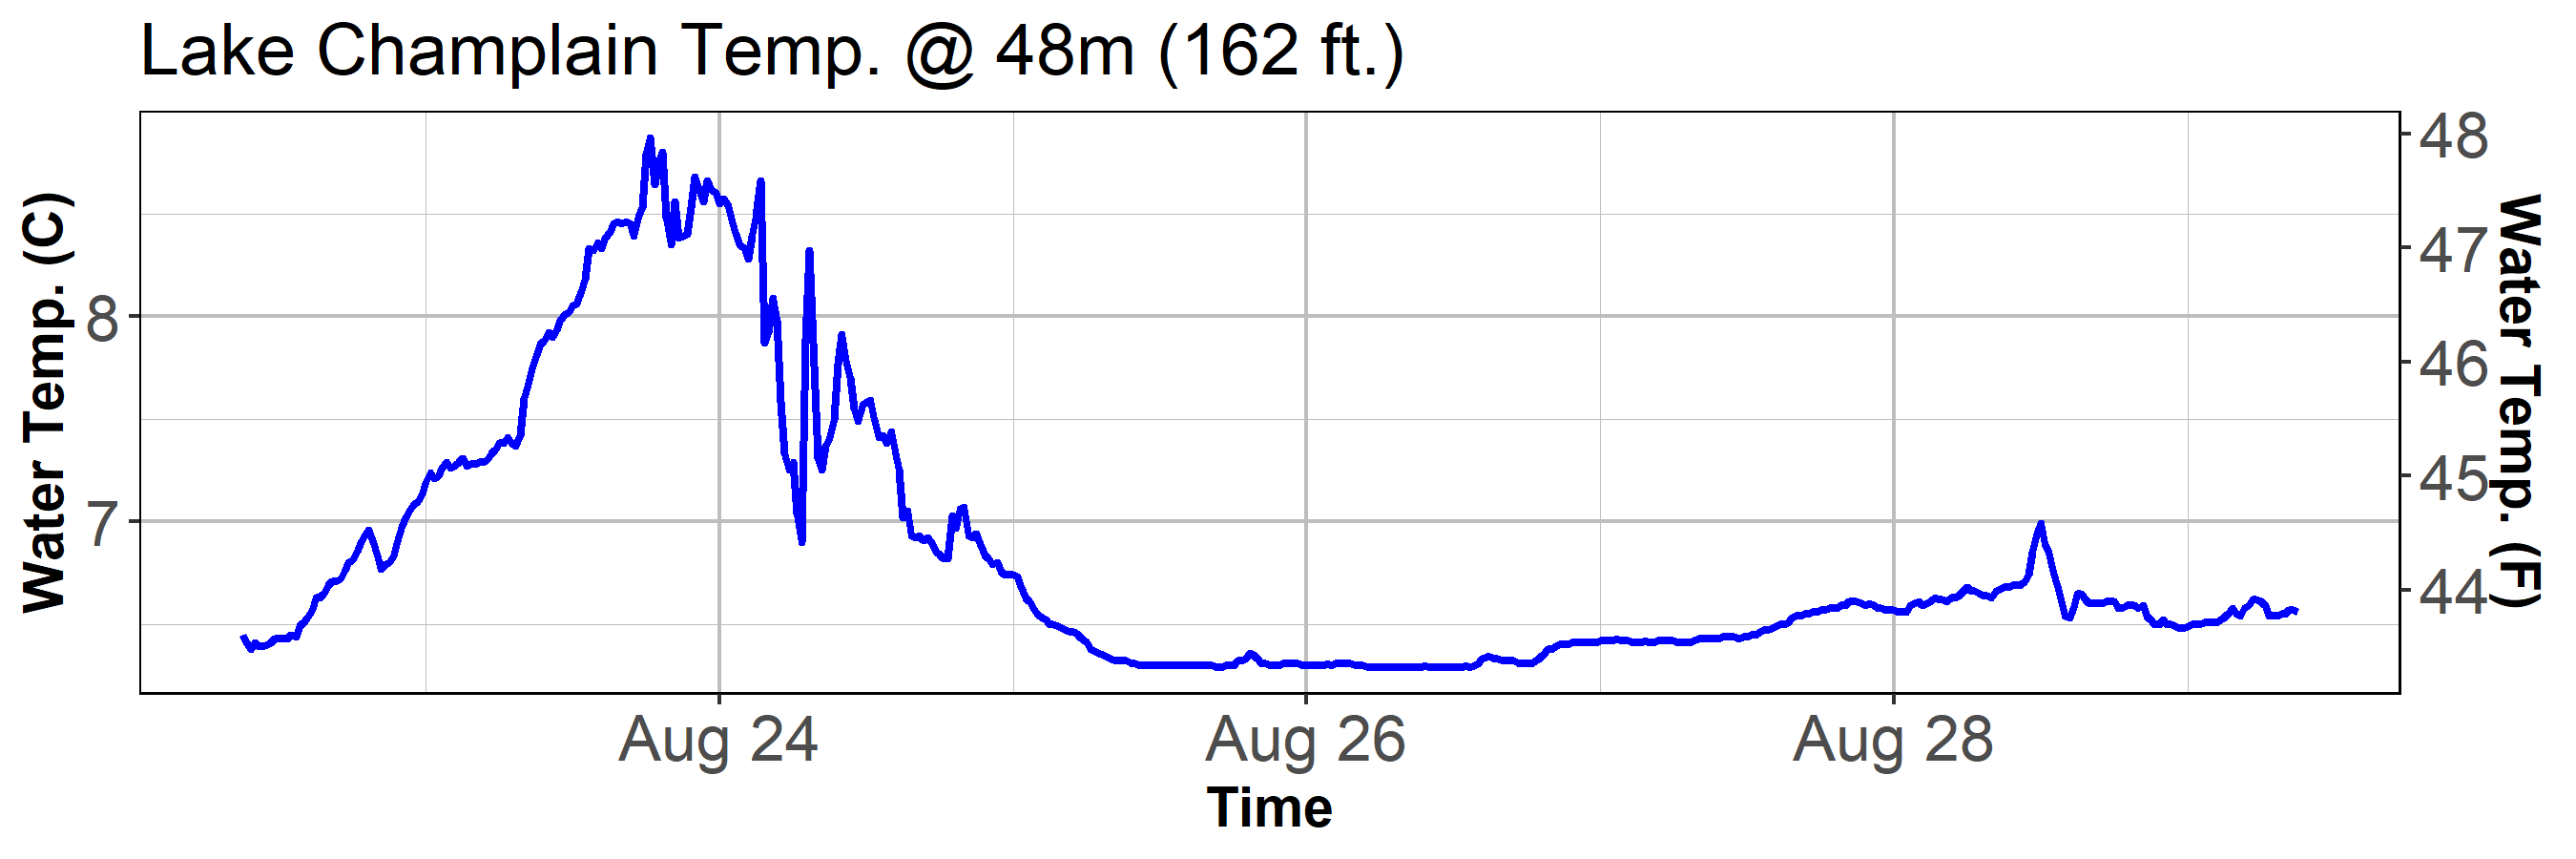 Lake Champlain Temp. @ 48m (162 ft.)
Water Temp. (C)
8
7
48
47
46
45
44
Water Temp. (F)
Aug 24
Aug 26
Aug 28
Time